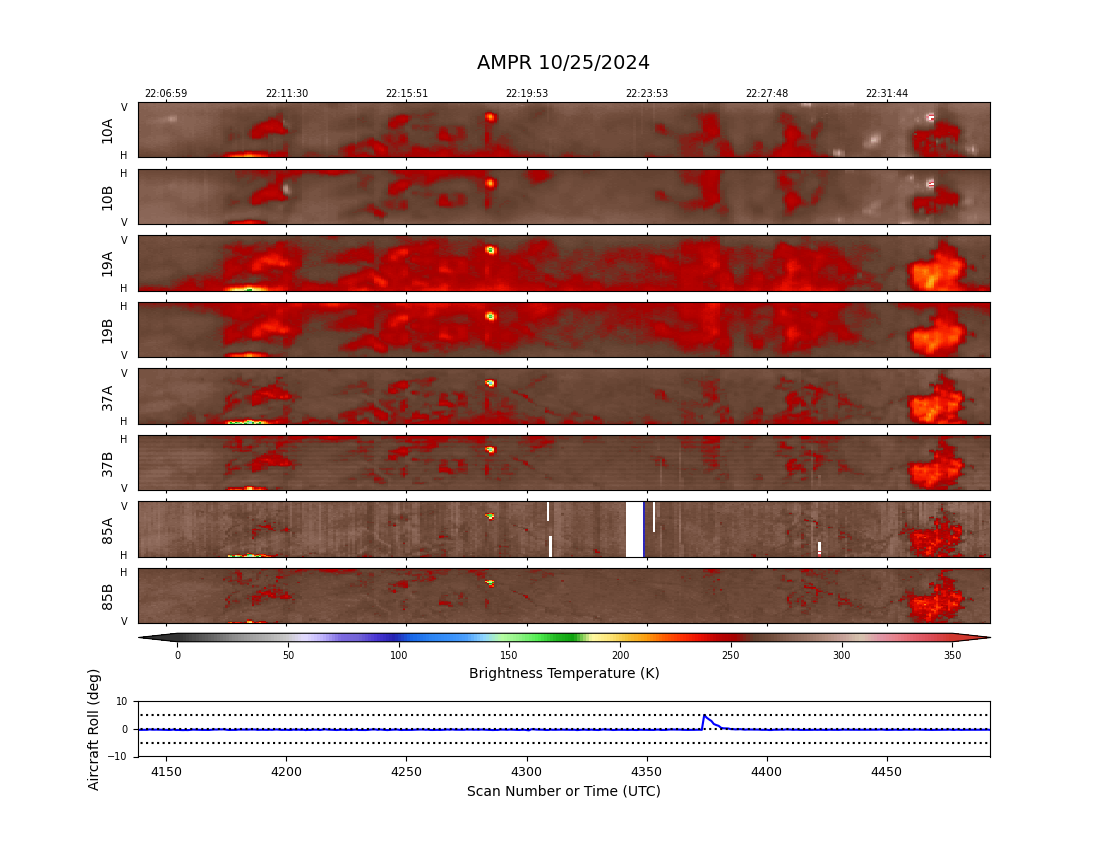 AMPR 10/25/2024
22:06:59 22:11:30 22:15:51 22:19:53 22:23:53 22:27:48 22:31:44
V
10A
H
H
10B
V
V
19A
H
H
19B
V
V
37A
H
H
37B
V
V
85A
H
H
85B
V
0 50 100 150 200 250 300 350
Brightness Temperature (K)
Aircraft Roll (deg)
10
0
−10
4150 4200 4250 4300 4350 4400 4450
Scan Number or Time (UTC)